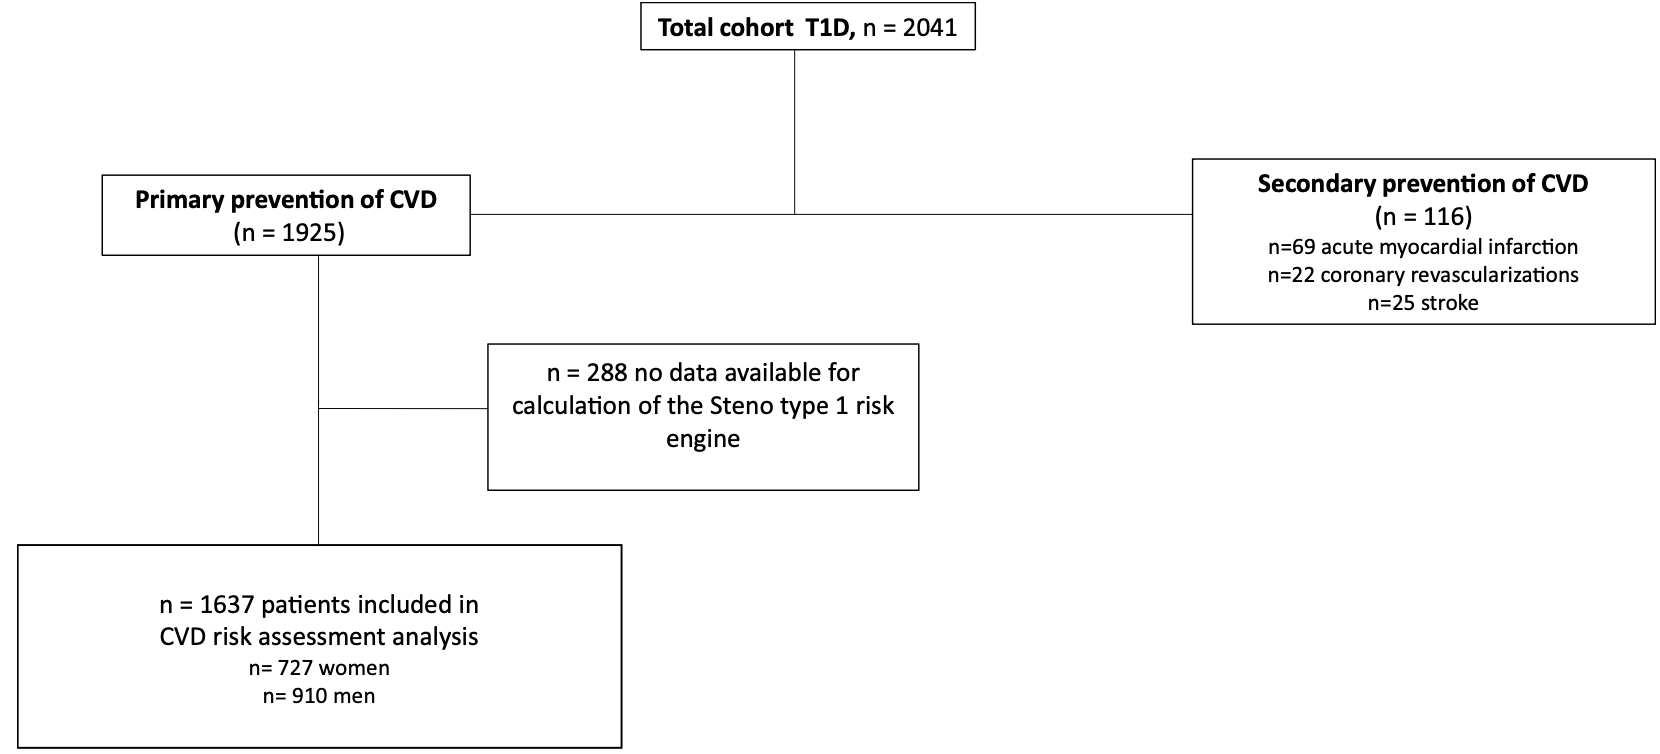 Total cohort  T1D, n = 2041
Primary prevention of CVD
(n = 1925)
Secondary prevention of CVD
(n = 116)
n=69 acute myocardial infarction
n=22 coronary revascularizations
n=25 stroke
n = 288 no data available for
calculation of the Steno type 1 risk
engine
n = 1637 patients included in
CVD risk assessment analysis
n= 727 women
n= 910 men